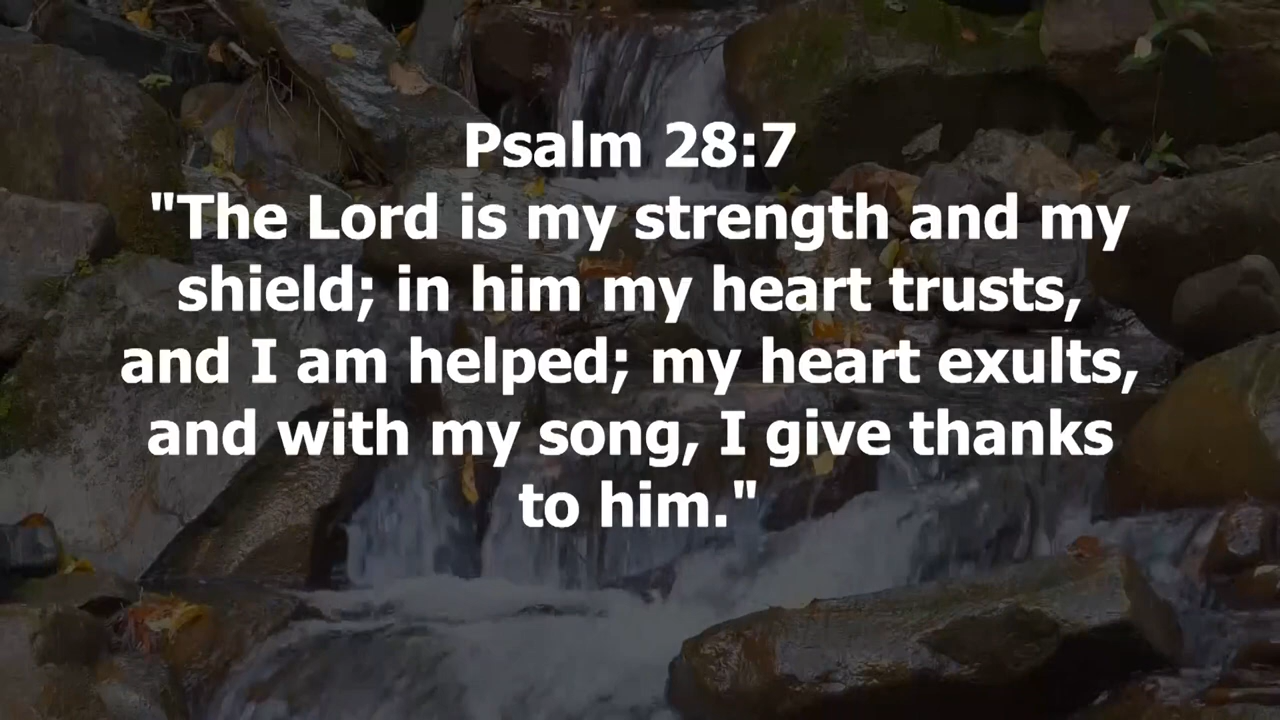 Psalm 28:7
"The Lord is my strength and my
shield; in him my heart trusts,
and I am helped; my heart exults,
and with my song, I give thanks
to him."